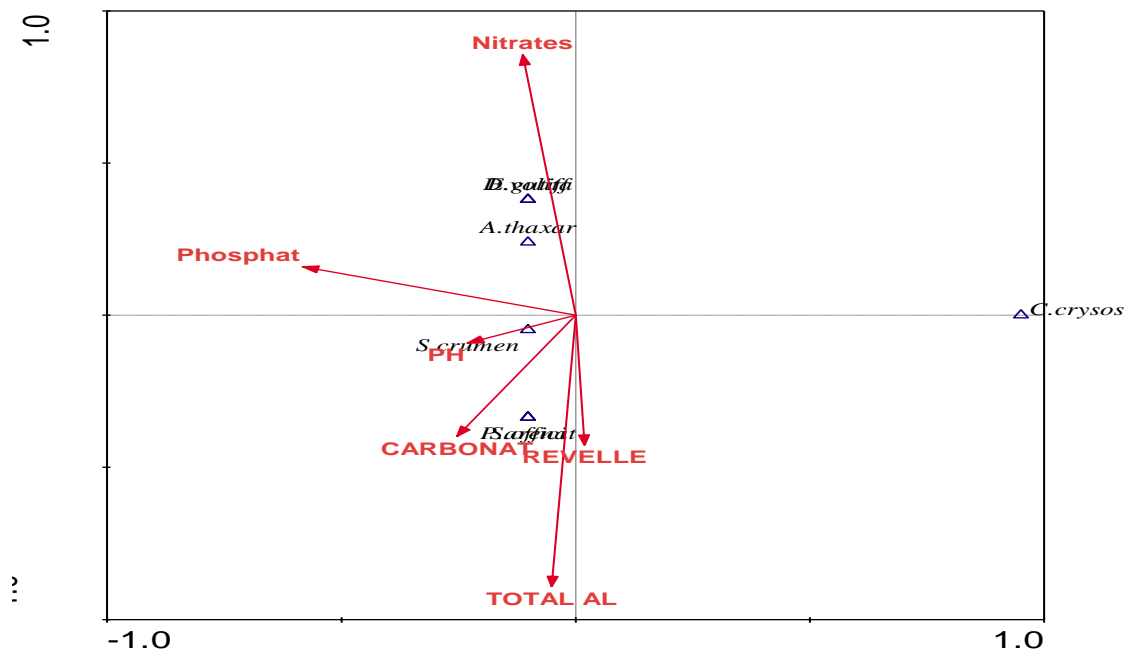 1.0
Nitrates
A.thaxar
Phosphat
C.crysos
S.crumen
PH
CARBONAT
REVELLE
TOTAL AL
-1.0
1.0